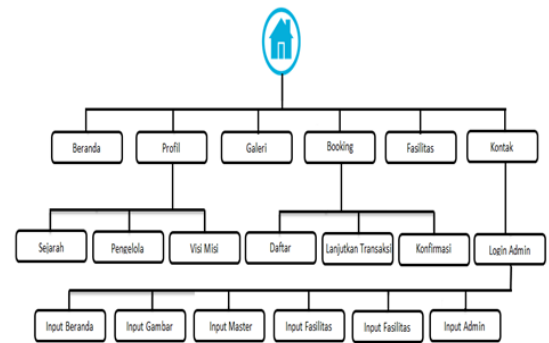 Beranda
Profil
Galeri
Booking
Fasilitas
Kontak
Sejarah
Pengelola
Visi Misi
Daftar
Lanjutkan Transaksi
Konfirmasi
Login Admin
Input Beranda
Input Gambar
Input Master
Input Fasilitas
Input Fasilitas
Input Admin